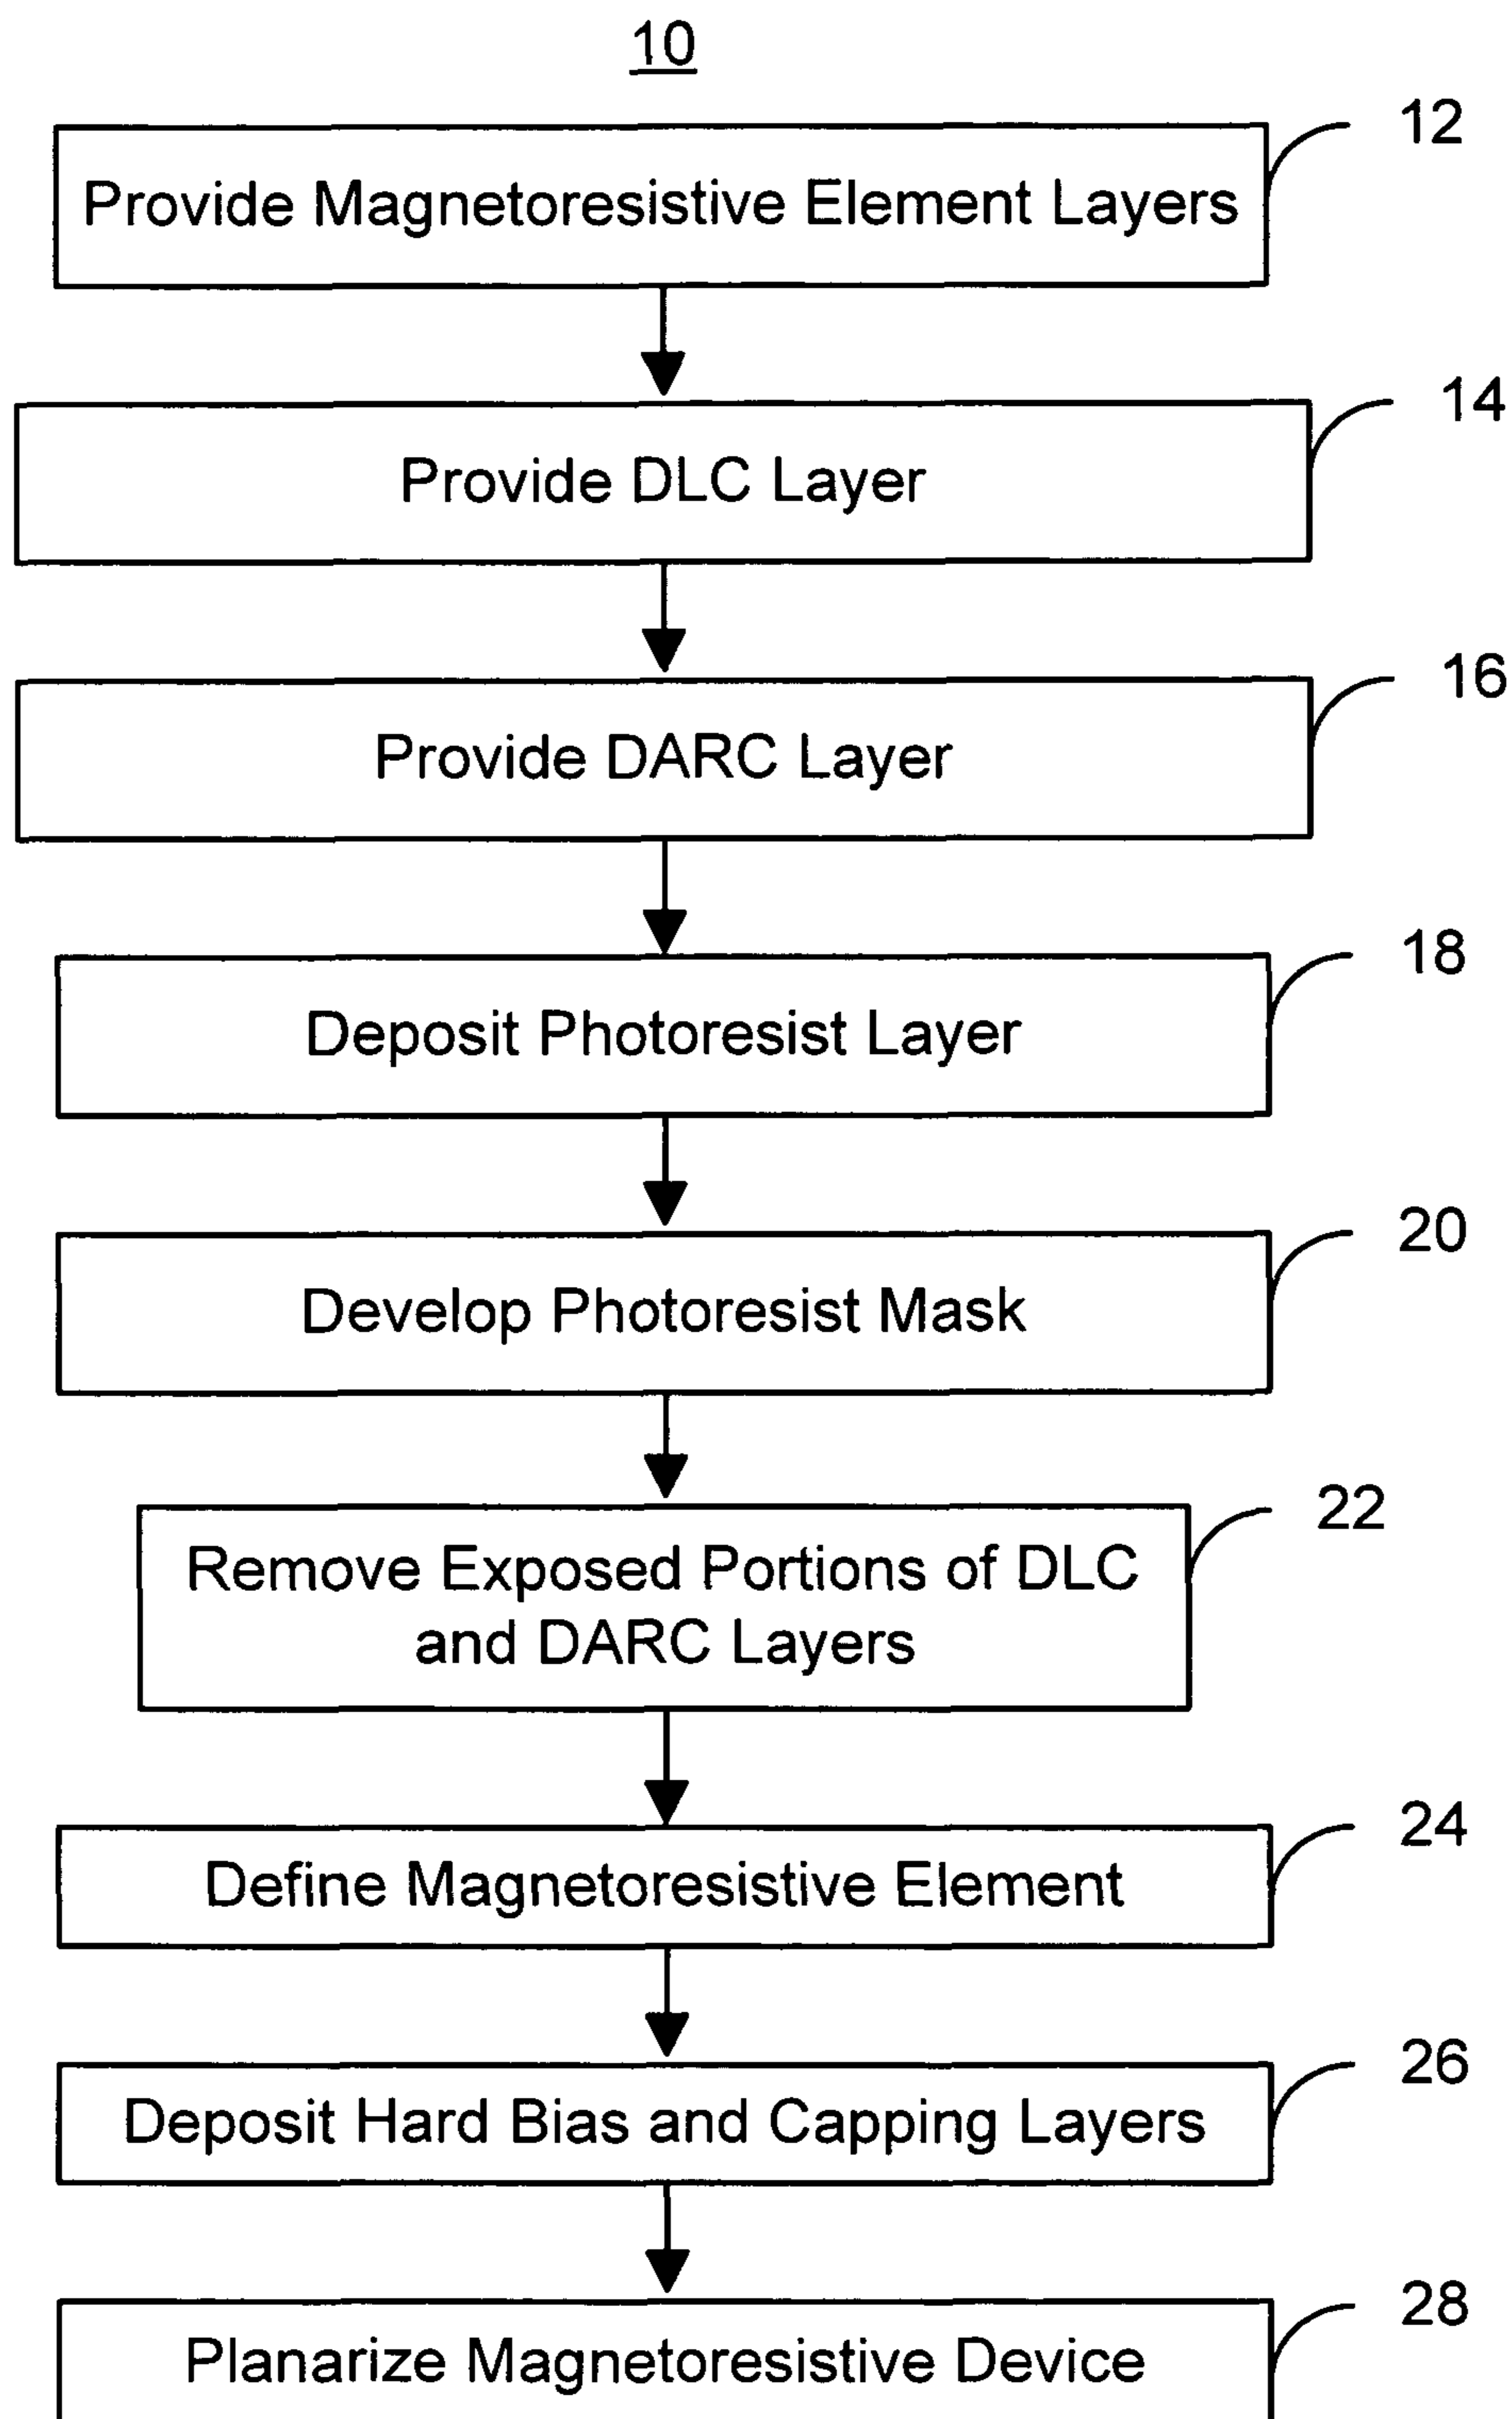 10
12
Provide Magnetoresistive Element Layers
14
Provide DLC Layer
16
Provide DARC Layer
18
Deposit Photoresist Layer
20
Develop Photoresist Mask
22
Remove Exposed Portions of DLC
and DARC Layers
24
Define Magnetoresistive Element
26
Deposit Hard Bias and Capping Layers
28
Planarize Magnetoresistive Device